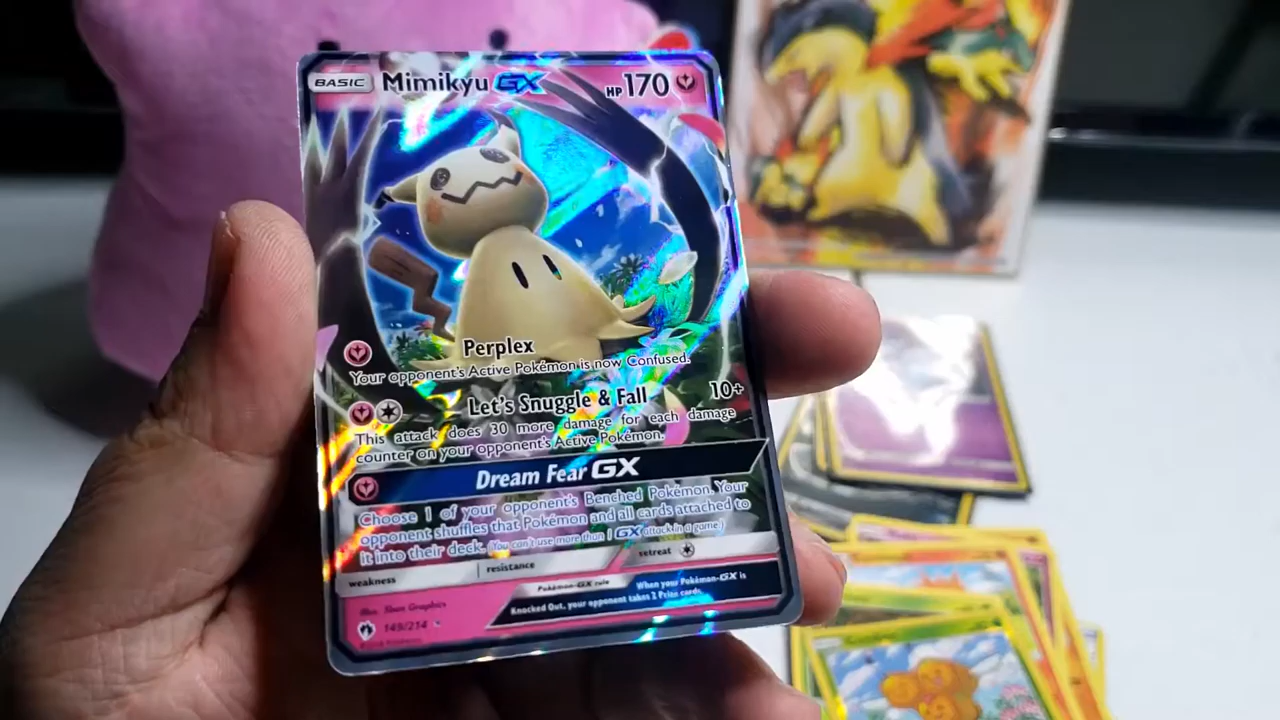 BASIC Mimikyu GX HP 170
Perplex
Your opponent's Active Pokémon is now Confused.
Let's Snuggle & Fall 10+
This attack does 30 more damage for each damage
counter on your opponent's Active Pokémon.
Dream Fear GX
Choose 1 of your opponent's Benched Pokémon. Your
opponent shuffles that Pokémon and all cards attached to
it into their deck. (You can't use more than 1 GX attack in a game.)
weakness resistance retreat
Pokémon-GX rule When your Pokémon-GX is
Knocked Out, your opponent takes 2 Prize cards.
Illus. 5ban Graphics
149/214